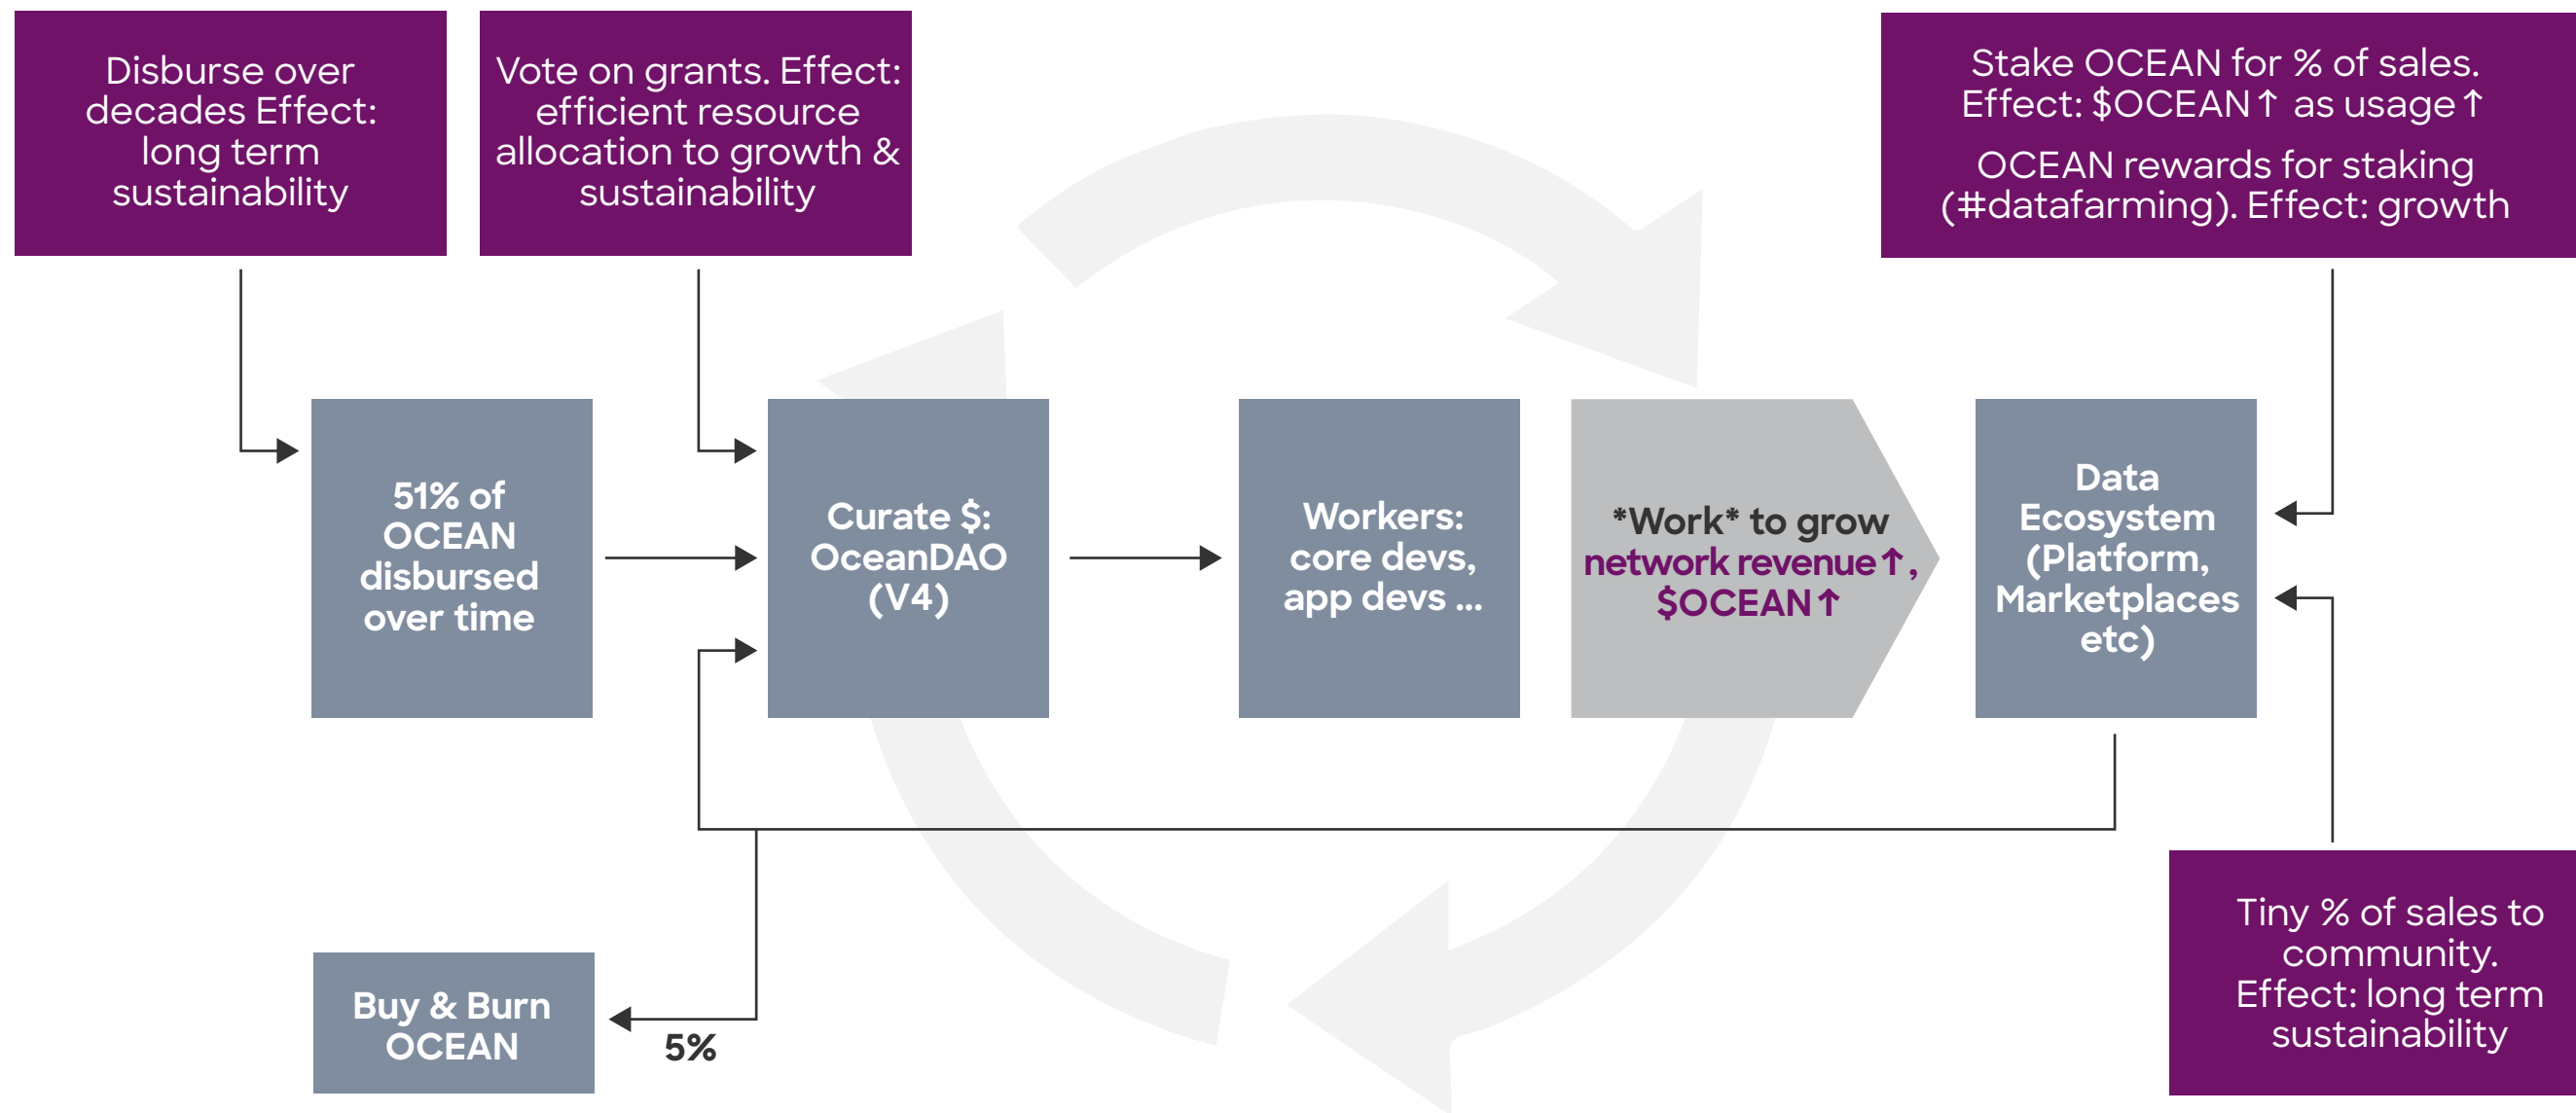 Disburse over
decades Effect:
long term
sustainability
Vote on grants. Effect:
efficient resource
allocation to growth &
sustainability
Stake OCEAN for % of sales.
Effect: $OCEAN↑ as usage↑
OCEAN rewards for staking
(#datafarming). Effect: growth
51% of
OCEAN
disbursed
over time
Curate $:
OceanDAO
(V4)
Workers:
core devs,
app devs ...
*Work* to grow
network revenue↑,
$OCEAN↑
Data
Ecosystem
(Platform,
Marketplaces
etc)
Buy & Burn
OCEAN
5%
Tiny % of sales to
community.
Effect: long term
sustainability